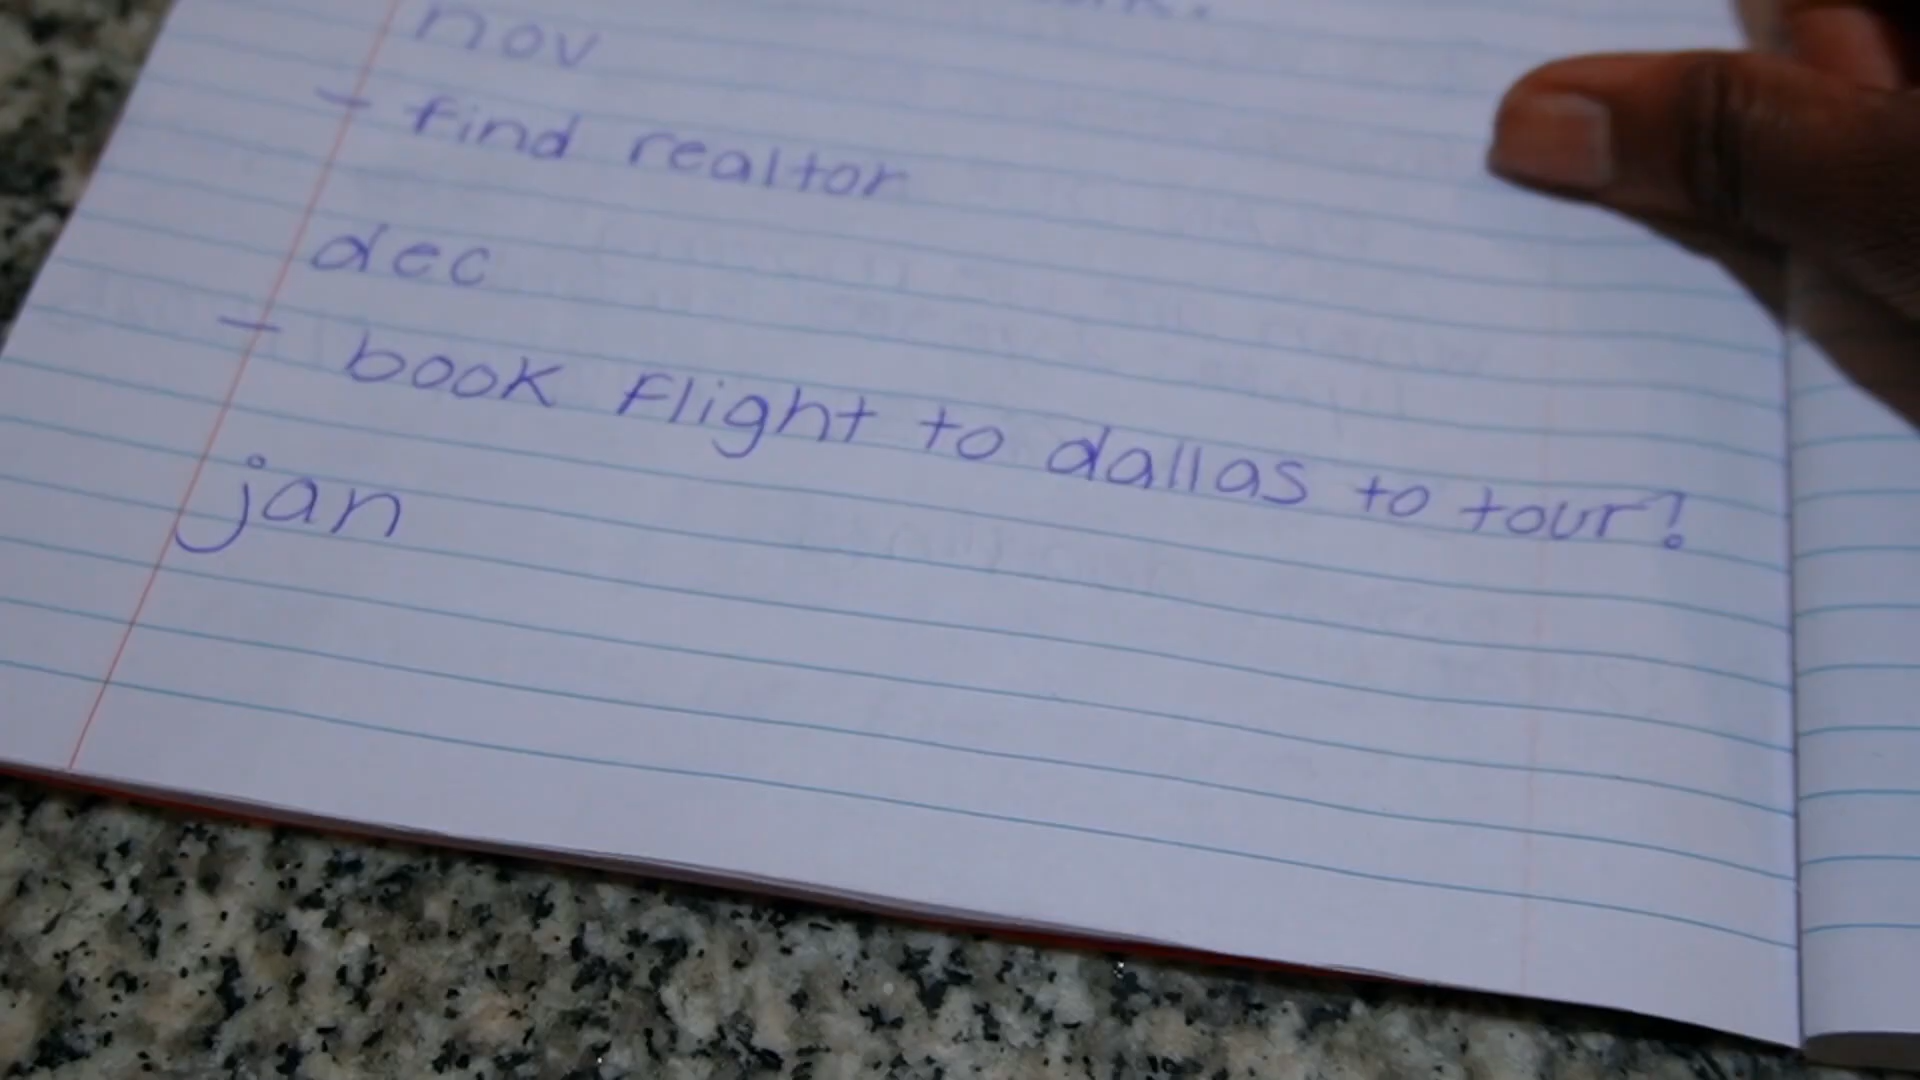 nov
- find realtor
dec
- book flight to dallas to tour!
jan